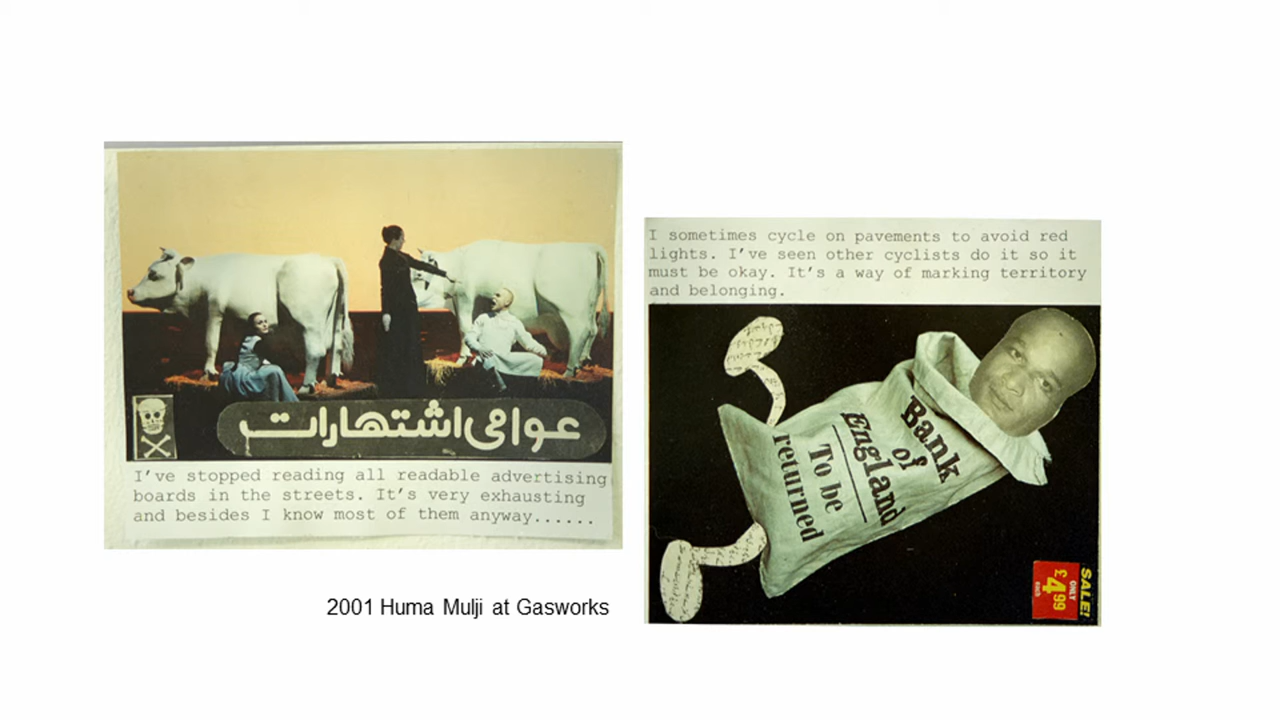 عوامی اشتهارات
I've stopped reading all readable advertising
boards in the streets. It's very exhausting
and besides I know most of them anyway......
2001 Huma Mulji at Gasworks
I sometimes cycle on pavements to avoid red
lights. I've seen other cyclists do it so it
must be okay. It's a way of marking territory
and belonging.
Bank
of
England
To be
returned
SALE!
ONLY
£4.99
EACH